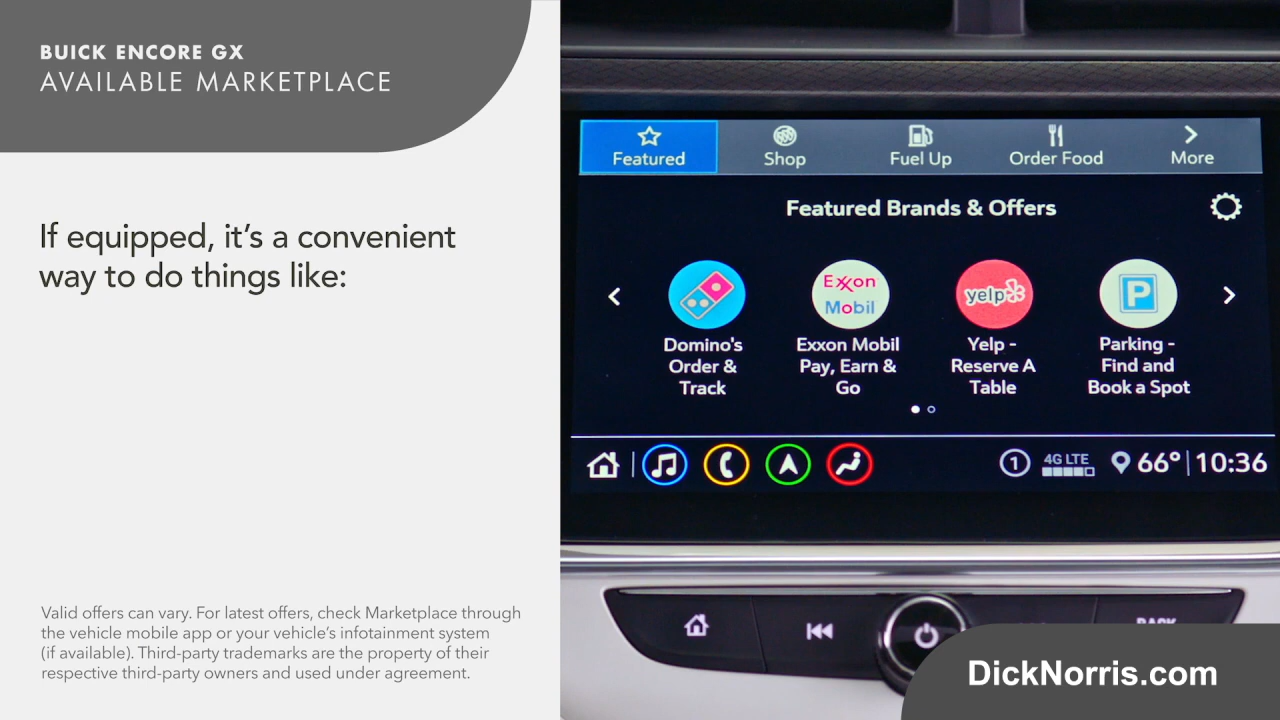 BUICK ENCORE GX
AVAILABLE MARKETPLACE
If equipped, it's a convenient
way to do things like:
Valid offers can vary. For latest offers, check Marketplace through
the vehicle mobile app or your vehicle's infotainment system
(if available). Third-party trademarks are the property of their
respective third-party owners and used under agreement.
Featured
Shop
Fuel Up
Order Food
More
Featured Brands & Offers
Exxon
Mobil
yelp
P
Domino's
Order &
Track
Exxon Mobil
Pay, Earn &
Go
Yelp -
Reserve A
Table
Parking -
Find and
Book a Spot
1
4G LTE
66°
10:36
DickNorris.com